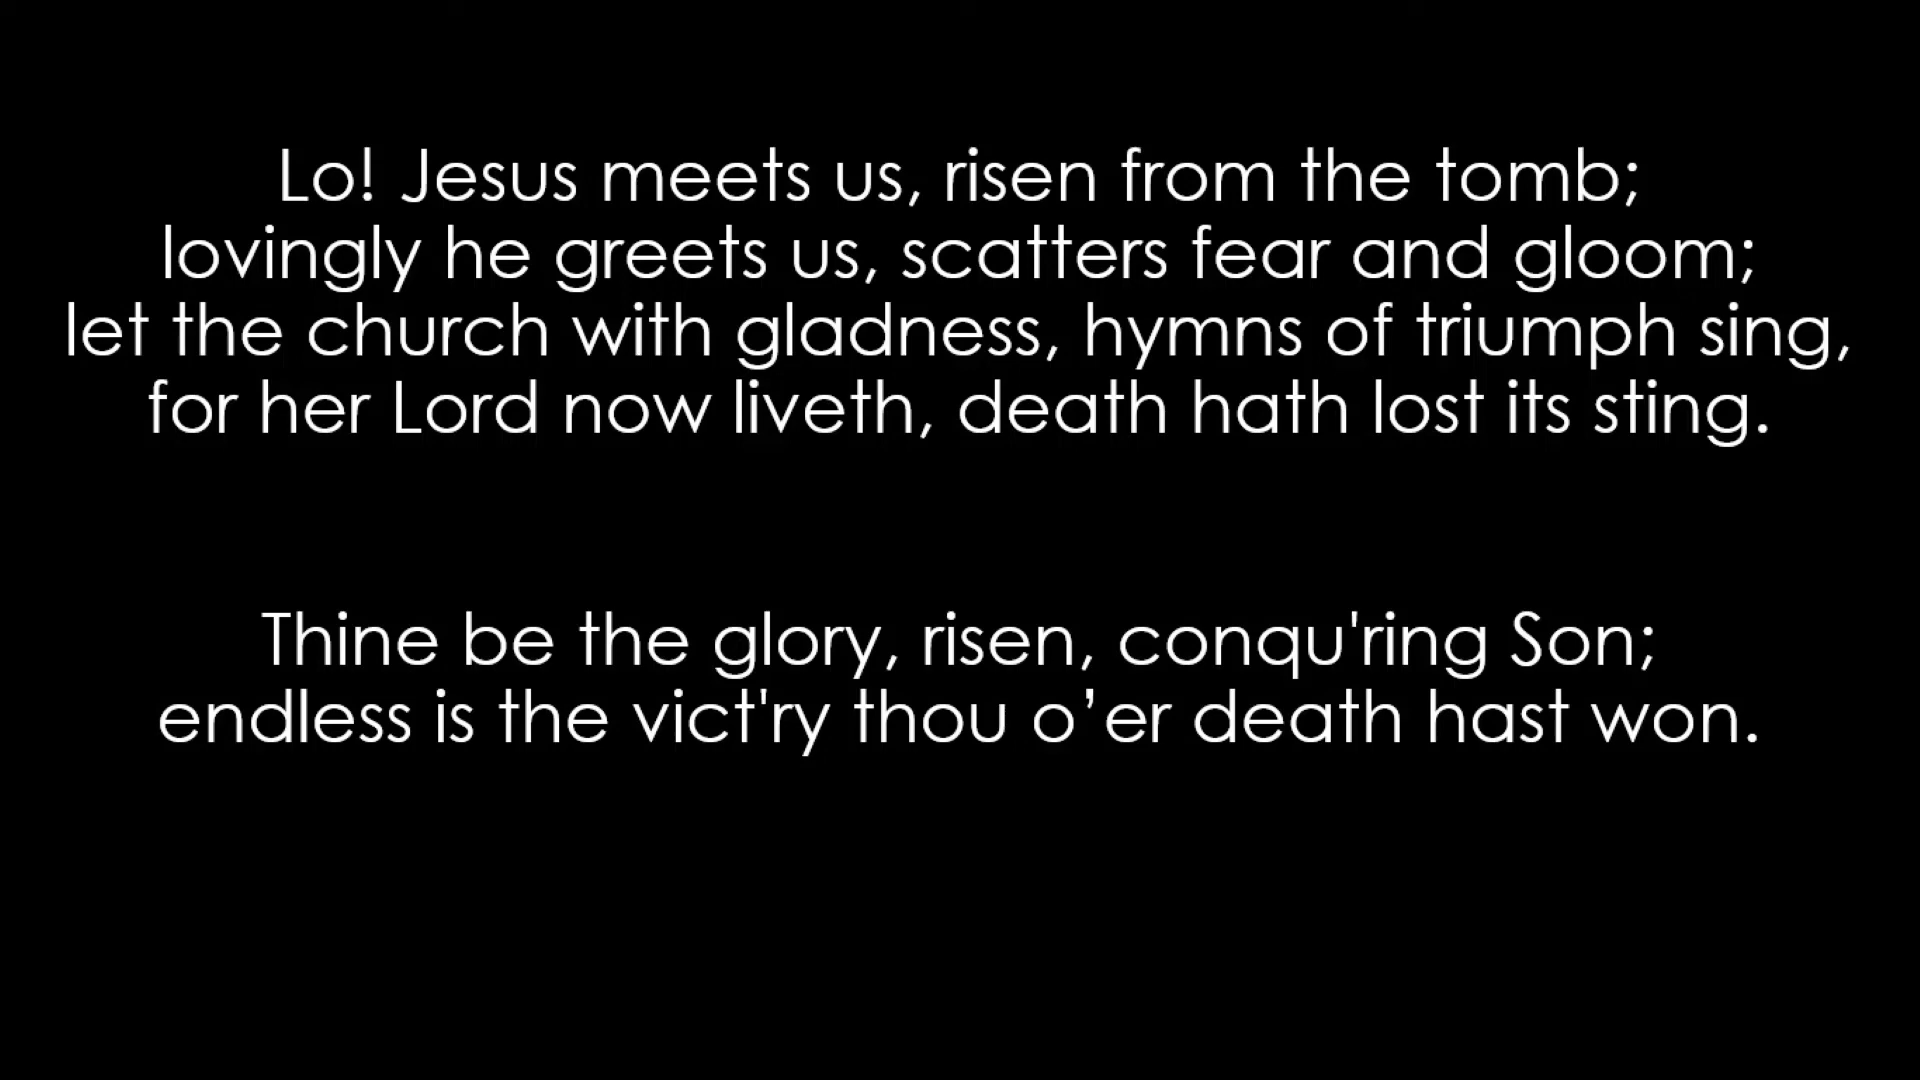 Lo! Jesus meets us, risen from the tomb;
lovingly he greets us, scatters fear and gloom;
let the church with gladness, hymns of triumph sing,
for her Lord now liveth, death hath lost its sting.
Thine be the glory, risen, conqu'ring Son;
endless is the vict'ry thou o’er death hast won.